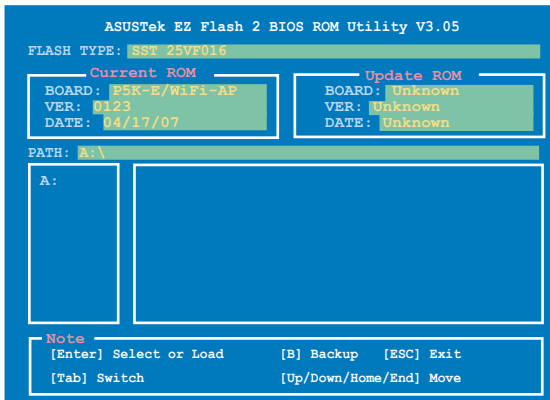 ASUSTek EZ Flash 2 BIOS ROM Utility V3.05
FLASH TYPE: SST 25VF016
Current ROM
BOARD: P5K-E/WiFi-AP
VER: 0123
DATE: 04/17/07
Update ROM
BOARD: Unknown
VER: Unknown
DATE: Unknown
PATH: A:\
A:
Note
[Enter] Select or Load [B] Backup [ESC] Exit
[Tab] Switch [Up/Down/Home/End] Move